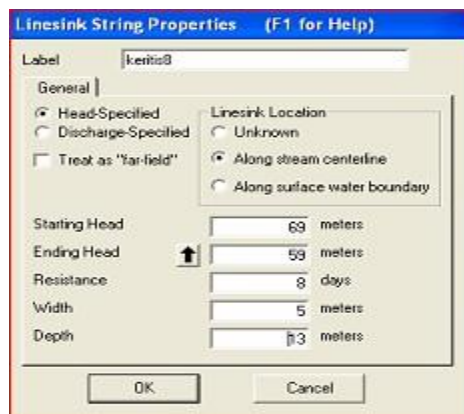 Linesink String Properties (F1 for Help)
Label keritis8
General
Head-Specified
Discharge-Specified
Treat as "far-field"
Linesink Location
Unknown
Along stream centerline
Along surface water boundary
Starting Head 69 meters
Ending Head 59 meters
Resistance 8 days
Width 5 meters
Depth 13 meters
OK Cancel